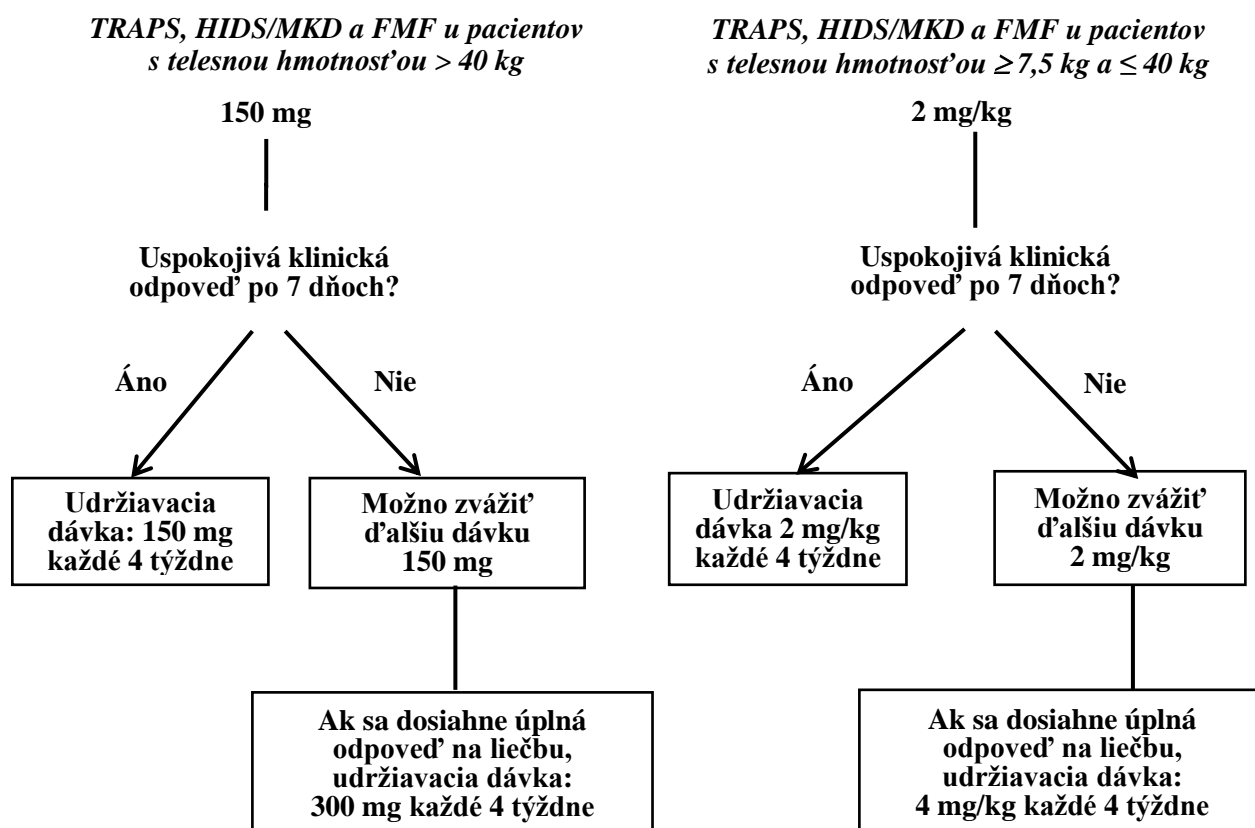 TRAPS, HIDS/MKD a FMF u pacientov
s telesnou hmotnosťou > 40 kg
150 mg
Uspokojivá klinická
odpoveď po 7 dňoch?
Áno
Nie
Udržiavacia
dávka: 150 mg
každé 4 týždne
Možno zvážiť
ďalšiu dávku
150 mg
Ak sa dosiahne úplná
odpoveď na liečbu,
udržiavacia dávka:
300 mg každé 4 týždne
TRAPS, HIDS/MKD a FMF u pacientov
s telesnou hmotnosťou ≥ 7,5 kg a ≤ 40 kg
2 mg/kg
Uspokojivá klinická
odpoveď po 7 dňoch?
Áno
Nie
Udržiavacia
dávka 2 mg/kg
každé 4 týždne
Možno zvážiť
ďalšiu dávku
2 mg/kg
Ak sa dosiahne úplná
odpoveď na liečbu,
udržiavacia dávka:
4 mg/kg každé 4 týždne